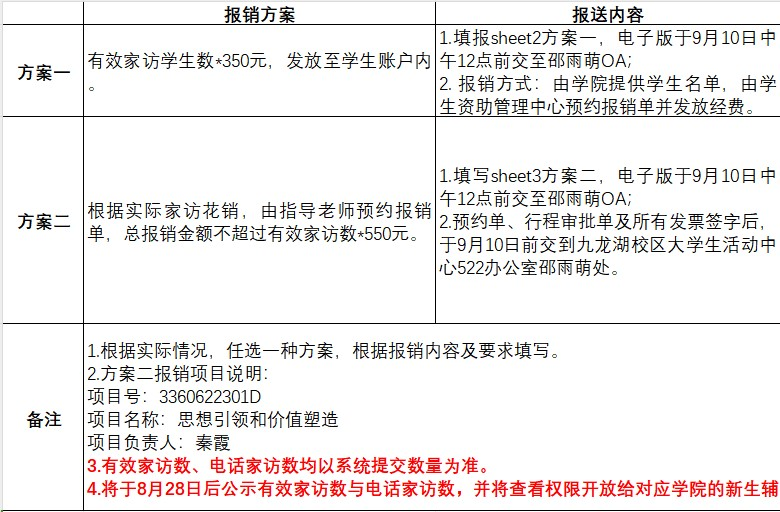 报销方案
报送内容
方案一
有效家访学生数*350元，发放至学生账户内
。
1.填报sheet2方案一，电子版于9月10日中
午12点前交至邵雨萌OA;
2. 报销方式：由学院提供学生名单，由学
生资助管理中心预约报销单并发放经费。
方案二
根据实际家访花销，由指导老师预约报销
单，总报销金额不超过有效家访数*550元。
1.填写sheet3方案二，电子版于9月10日中
午12点前交至邵雨萌OA;
2.预约单、行程审批单及所有发票签字后，
于9月10日前交到九龙湖校区大学生活动中
心522办公室邵雨萌处。
备注
1.根据实际情况，任选一种方案，根据报销内容及要求填写。
2.方案二报销项目说明：
项目号：3360622301D
项目名称：思想引领和价值塑造
项目负责人：秦霞
3.有效家访数、电话家访数均以系统提交数量为准。
4.将于8月28日后公示有效家访数与电话家访数，并将查看权限开放给对应学院的新生辅